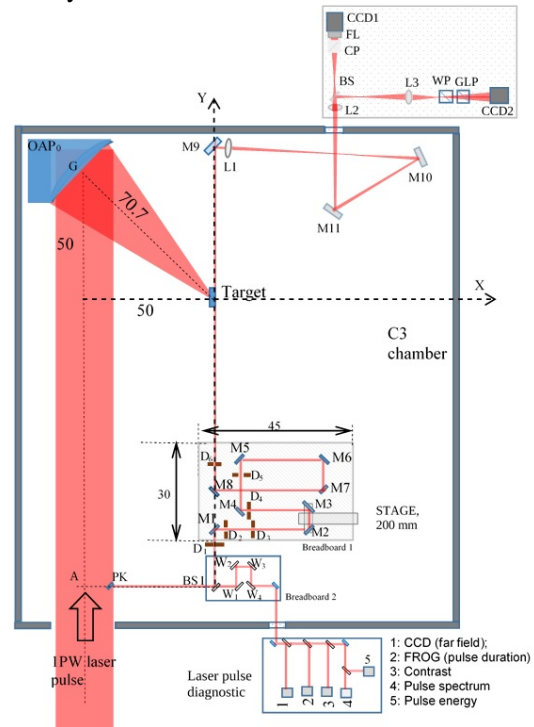 CCD1
FL
CP
BS
L3
WP
GLP
L2
CCD2
Y
OAP₀
G
M9
L1
M10
M11
70.7
50
Target
X
50
C3
chamber
45
M5
M6
D₆
D₅
M8
M7
30
D₄
M4
M3
M1
STAGE,
200 mm
D₂
D₃
M2
D₁
Breadboard 1
A
PK
BS1
W₂
W₃
W₁
W₄
Breadboard 2
1PW laser
pulse
Laser pulse
diagnostic
1
2
3
4
5
1: CCD (far field);
2: FROG (pulse duration)
3: Contrast
4: Pulse spectrum
5: Pulse energy